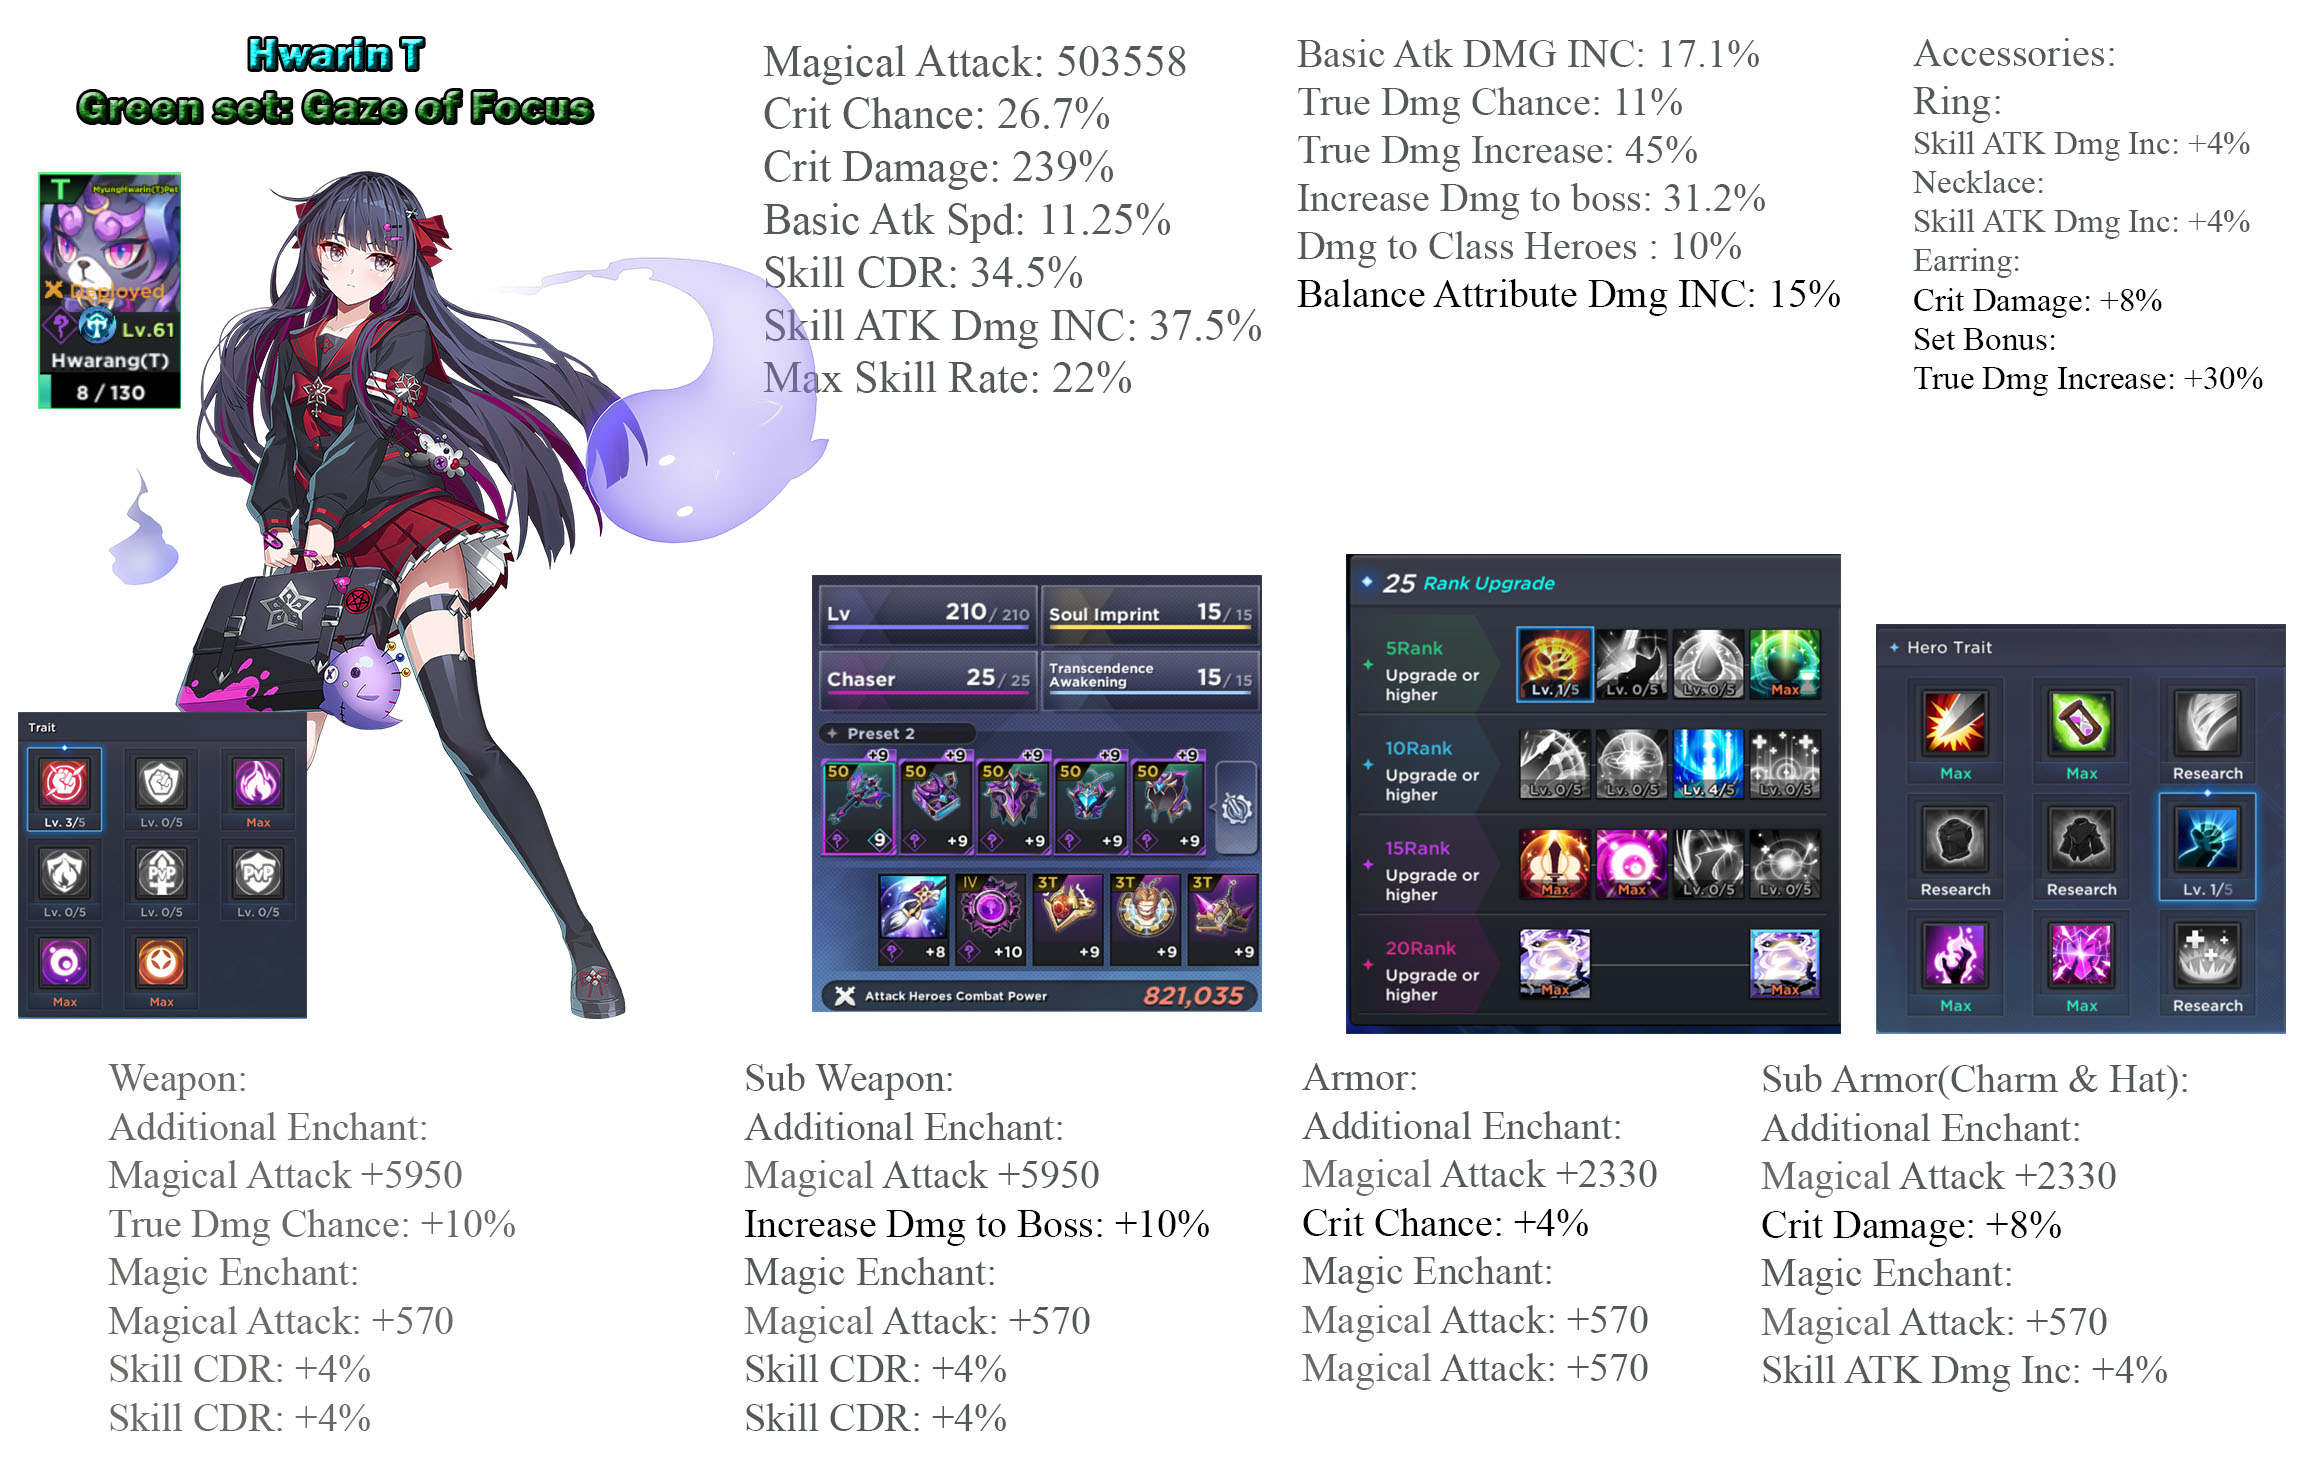 Hwarin T
Green set: Gaze of Focus
T
MyungHwarin(T)Pet
Deployed
Lv.61
Hwarang(T)
8 / 130
Magical Attack: 503558
Crit Chance: 26.7%
Crit Damage: 239%
Basic Atk Spd: 11.25%
Skill CDR: 34.5%
Skill ATK Dmg INC: 37.5%
Max Skill Rate: 22%
Basic Atk DMG INC: 17.1%
True Dmg Chance: 11%
True Dmg Increase: 45%
Increase Dmg to boss: 31.2%
Dmg to Class Heroes : 10%
Balance Attribute Dmg INC: 15%
Accessories:
Ring:
Skill ATK Dmg Inc: +4%
Necklace:
Skill ATK Dmg Inc: +4%
Earring:
Crit Damage: +8%
Set Bonus:
True Dmg Increase: +30%
Trait
Lv. 3/5
Lv. 0/5
Max
Lv. 0/5
PvP
Lv. 0/5
PvP
Lv. 0/5
Max
Max
Lv 210/ 210
Soul Imprint 15/ 15
Chaser 25/ 25
Transcendence Awakening 15/ 15
Preset 2
+9 +9 +9 +9 +9
50 50 50 50 50
9 +9 +9 +9 +9
IV 3T 3T 3T
+8 +10 +9 +9 +9
Attack Heroes Combat Power 821,035
25 Rank Upgrade
5Rank
Upgrade or
higher
Lv. 1/5 Lv. 0/5 Lv. 0/5 Max
10Rank
Upgrade or
higher
Lv. 0/5 Lv. 0/5 Lv. 4/5 Lv. 0/5
15Rank
Upgrade or
higher
Max Max Lv. 0/5 Lv. 0/5
20Rank
Upgrade or
higher
Max Max
Hero Trait
Max Max Research
Research Research Lv. 1/5
Max Max Research
Weapon:
Additional Enchant:
Magical Attack +5950
True Dmg Chance: +10%
Magic Enchant:
Magical Attack: +570
Skill CDR: +4%
Skill CDR: +4%
Sub Weapon:
Additional Enchant:
Magical Attack +5950
Increase Dmg to Boss: +10%
Magic Enchant:
Magical Attack: +570
Skill CDR: +4%
Skill CDR: +4%
Armor:
Additional Enchant:
Magical Attack +2330
Crit Chance: +4%
Magic Enchant:
Magical Attack: +570
Magical Attack: +570
Sub Armor(Charm & Hat):
Additional Enchant:
Magical Attack +2330
Crit Damage: +8%
Magic Enchant:
Magical Attack: +570
Skill ATK Dmg Inc: +4%